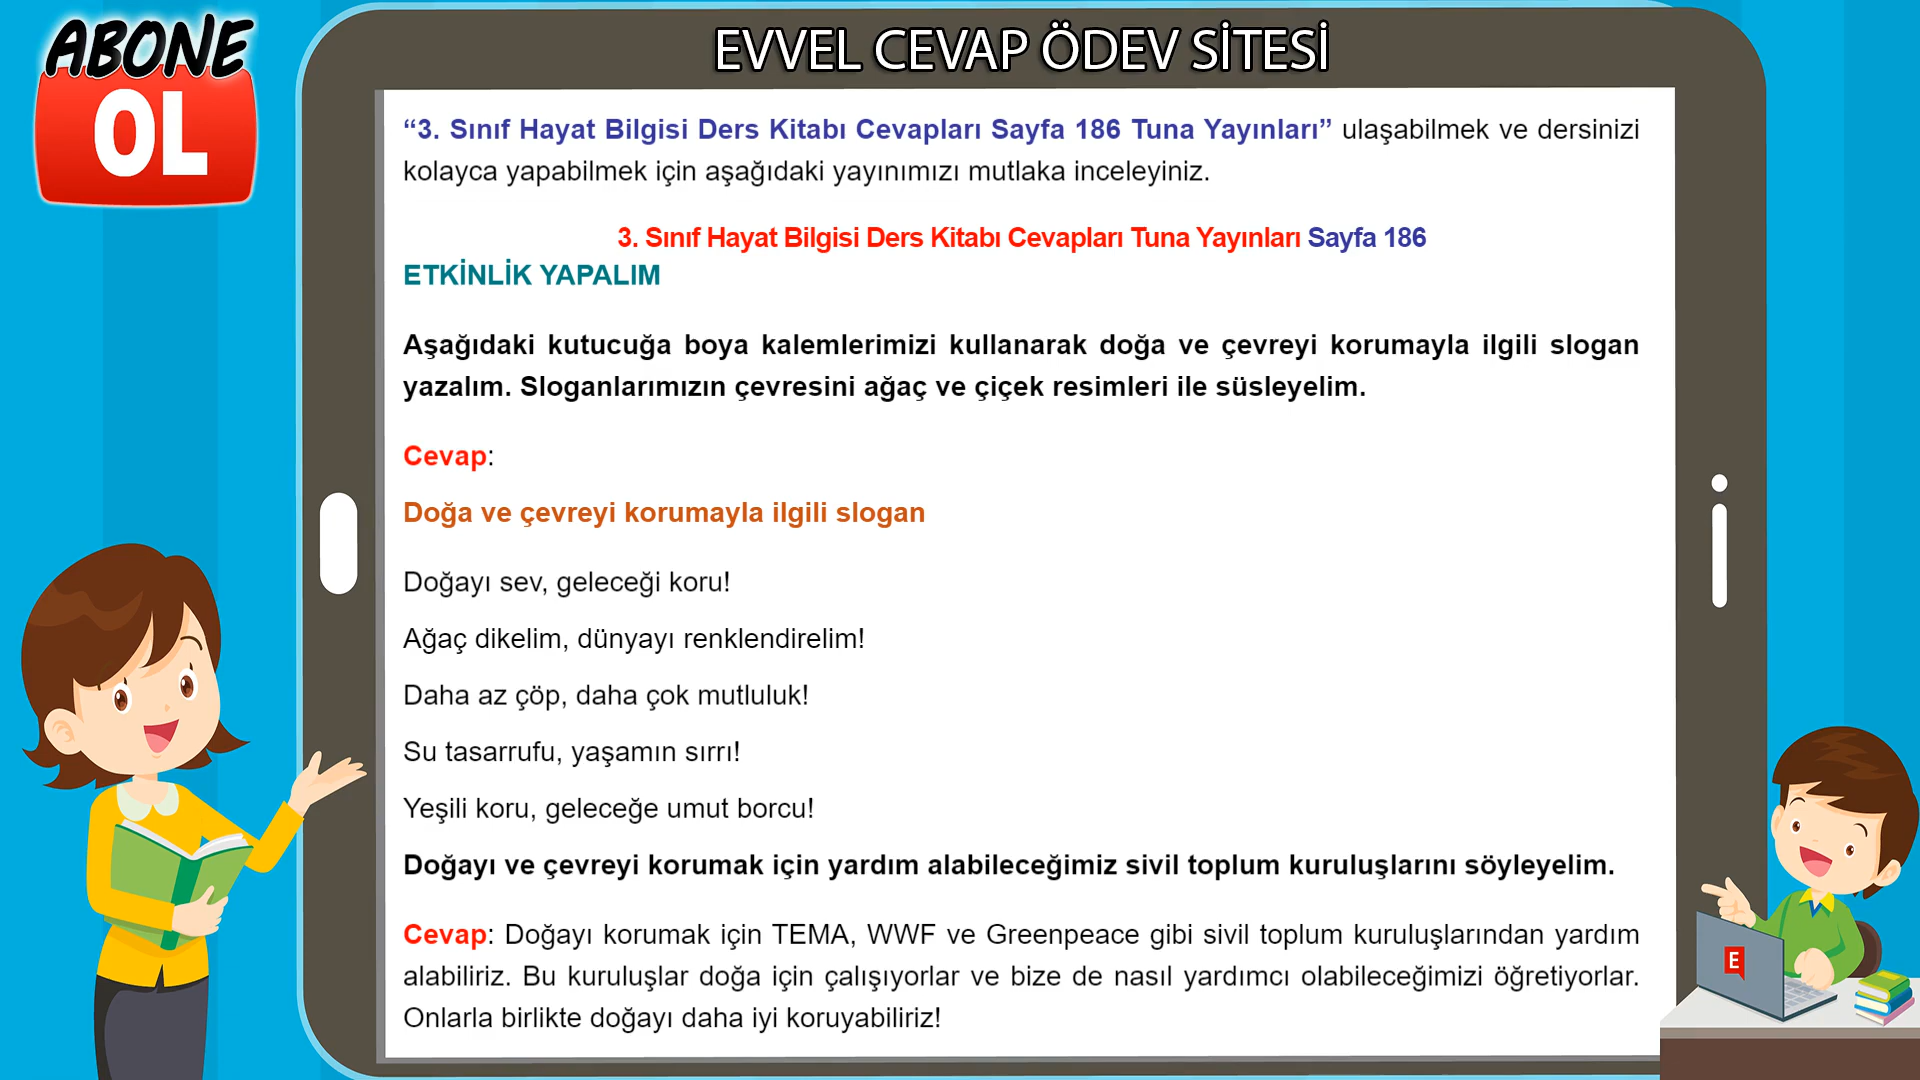 ABONE
OL
EVVEL CEVAP ÖDEV SİTESİ
“3. Sınıf Hayat Bilgisi Ders Kitabı Cevapları Sayfa 186 Tuna Yayınları” ulaşabilmek ve dersinizi
kolayca yapabilmek için aşağıdaki yayınımızı mutlaka inceleyiniz.
3. Sınıf Hayat Bilgisi Ders Kitabı Cevapları Tuna Yayınları Sayfa 186
ETKİNLİK YAPALIM
Aşağıdaki kutucuğa boya kalemlerimizi kullanarak doğa ve çevreyi korumayla ilgili slogan
yazalım. Sloganlarımızın çevresini ağaç ve çiçek resimleri ile süsleyelim.
Cevap:
Doğa ve çevreyi korumayla ilgili slogan
Doğayı sev, geleceği koru!
Ağaç dikelim, dünyayı renklendirelim!
Daha az çöp, daha çok mutluluk!
Su tasarrufu, yaşamın sırrı!
Yeşili koru, geleceğe umut borcu!
Doğayı ve çevreyi korumak için yardım alabileceğimiz sivil toplum kuruluşlarını söyleyelim.
Cevap: Doğayı korumak için TEMA, WWF ve Greenpeace gibi sivil toplum kuruluşlarından yardım
alabiliriz. Bu kuruluşlar doğa için çalışıyorlar ve bize de nasıl yardımcı olabileceğimizi öğretiyorlar.
Onlarla birlikte doğayı daha iyi koruyabiliriz!
E